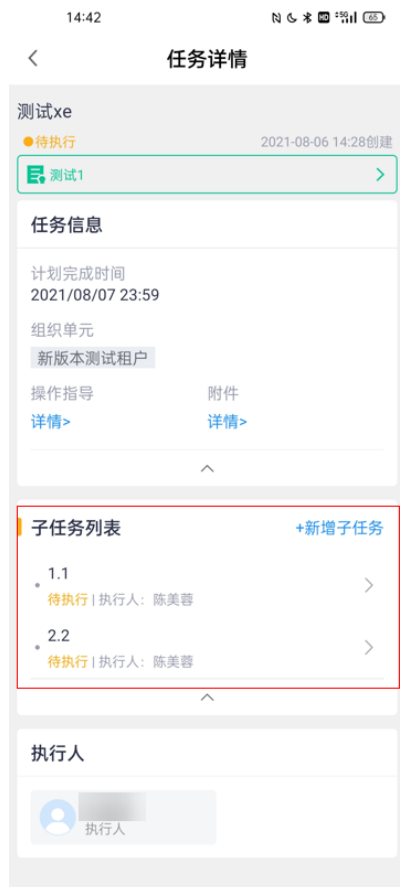 14:42
HD 5G 65
任务详情
测试xe
待执行 2021-08-06 14:28创建
测试1
任务信息
计划完成时间
2021/08/07 23:59
组织单元
新版本测试租户
操作指导 附件
详情> 详情>
子任务列表 +新增子任务
1.1
待执行 | 执行人: 陈美蓉
2.2
待执行 | 执行人: 陈美蓉
执行人
执行人